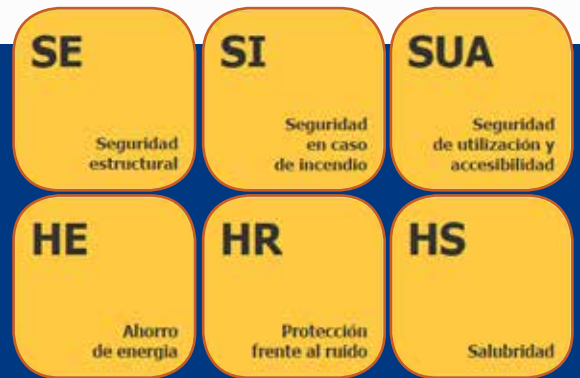 SE
Seguridad
estructural
SI
Seguridad
en caso
de incendio
SUA
Seguridad
de utilización y
accesibilidad
HE
Ahorro
de energia
HR
Protección
frente al ruido
HS
Salubridad